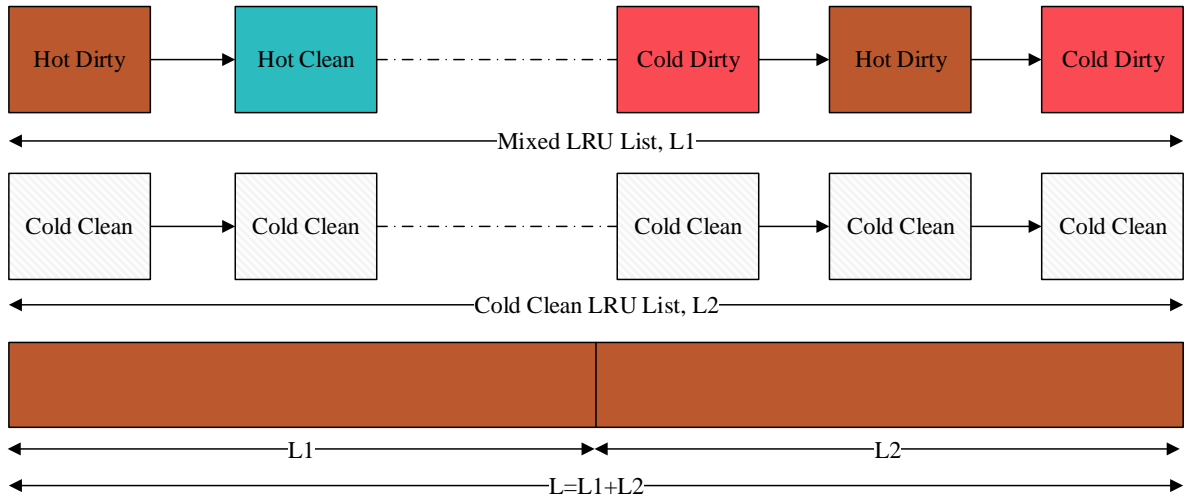 Hot Dirty Hot Clean Cold Dirty Hot Dirty Cold Dirty
Mixed LRU List, L1
Cold Clean Cold Clean Cold Clean Cold Clean Cold Clean
Cold Clean LRU List, L2
L1 L2
L=L1+L2